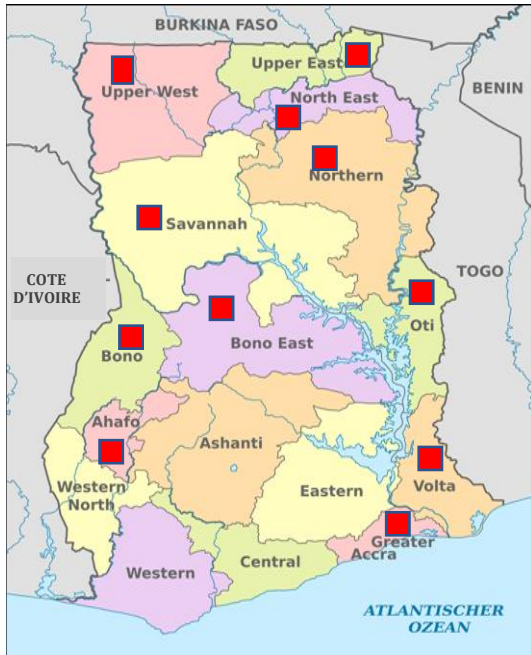 BURKINA FASO
Upper East
Upper West
North East
BENIN
Northern
Savannah
COTE
D'IVOIRE
TOGO
Oti
Bono
Bono East
Ahafo
Ashanti
Western
North
Eastern
Volta
Greater
Accra
Central
Western
ATLANTISCHER
OZEAN